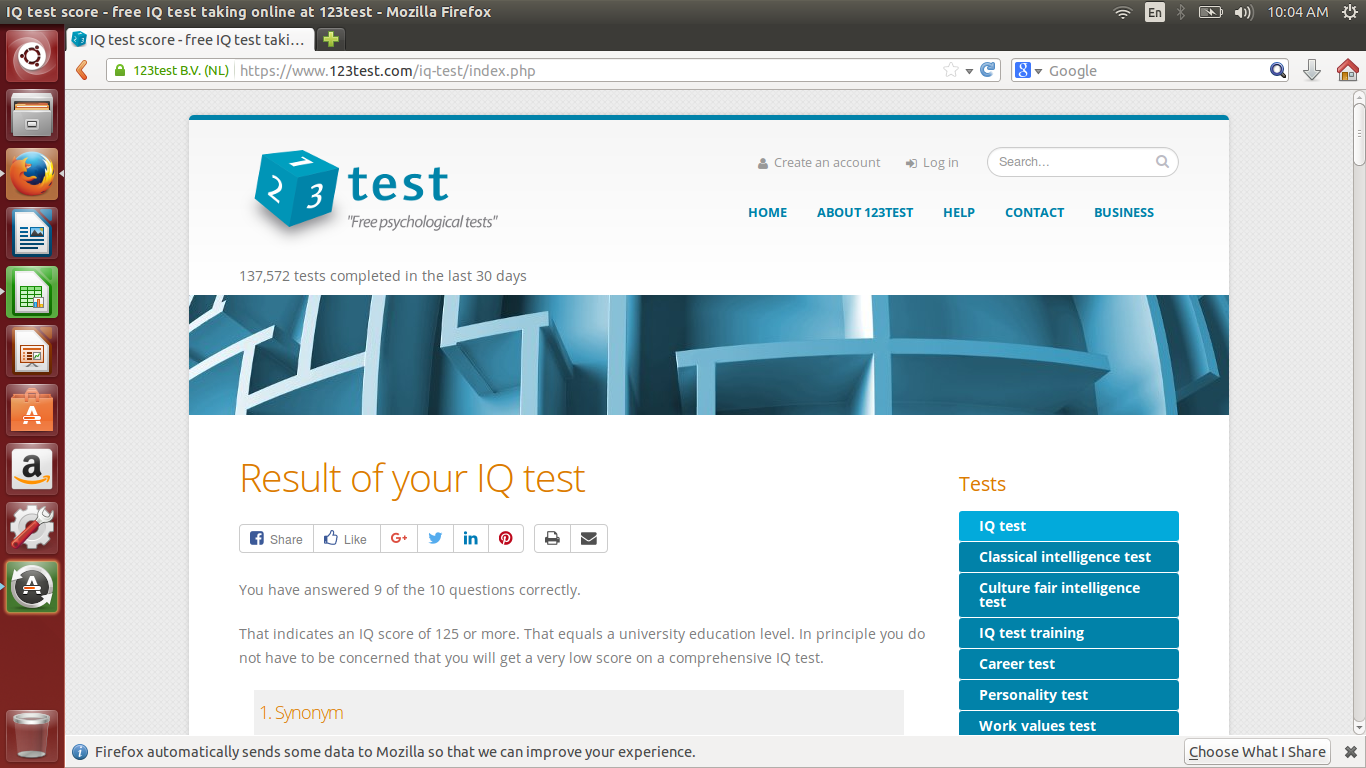 IQ test score - free IQ test taking online at 123test - Mozilla Firefox
En
10:04 AM
IQ test score - free IQ test taki...
123test B.V. (NL)
https://www.123test.com/iq-test/index.php
Google
123 test
"Free psychological tests"
Create an account
Log in
Search...
HOME
ABOUT 123TEST
HELP
CONTACT
BUSINESS
137,572 tests completed in the last 30 days
Result of your IQ test
Share
Like
You have answered 9 of the 10 questions correctly.
That indicates an IQ score of 125 or more. That equals a university education level. In principle you do
not have to be concerned that you will get a very low score on a comprehensive IQ test.
1. Synonym
Tests
IQ test
Classical intelligence test
Culture fair intelligence
test
IQ test training
Career test
Personality test
Work values test
Firefox automatically sends some data to Mozilla so that we can improve your experience.
Choose What I Share